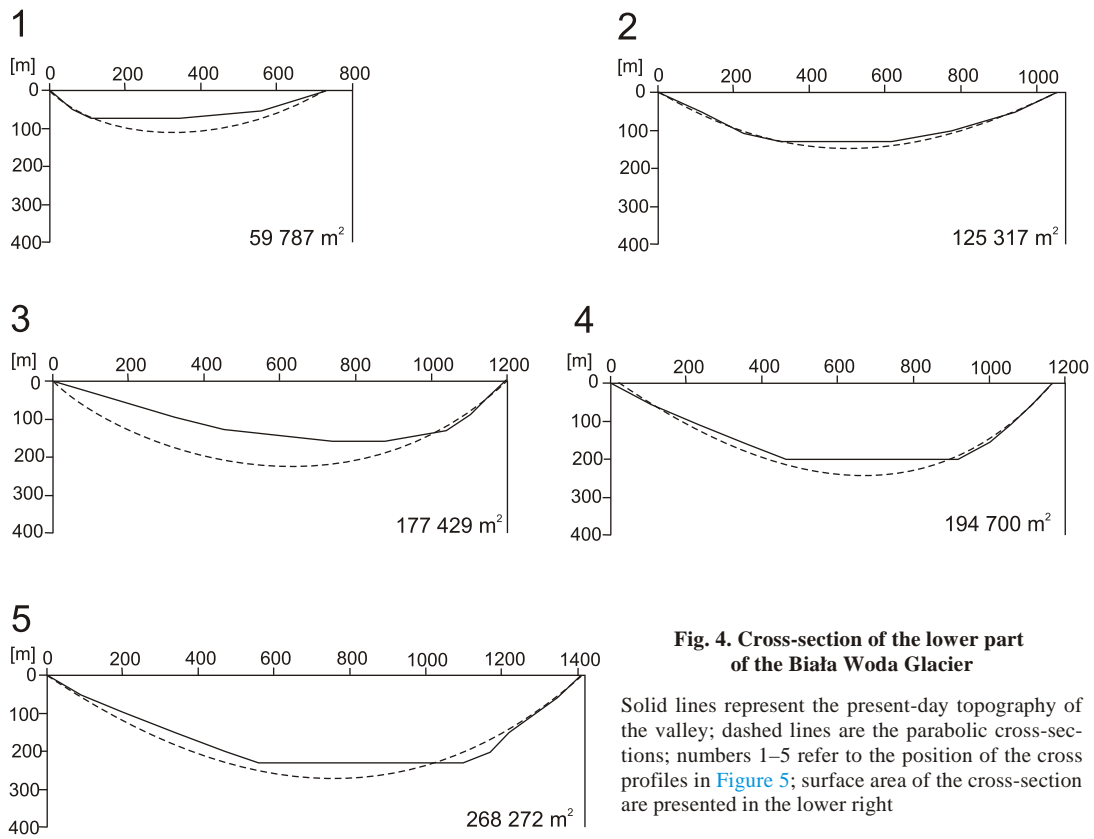 1
[m] 0 200 400 600 800
0
100
200
300
400
59 787 m²
2
[m] 0 200 400 600 800 1000
0
100
200
300
400
125 317 m²
3
[m] 0 200 400 600 800 1000 1200
0
100
200
300
400
177 429 m²
4
[m] 0 200 400 600 800 1000 1200
0
100
200
300
400
194 700 m²
5
[m] 0 200 400 600 800 1000 1200 1400
0
100
200
300
400
268 272 m²
Fig. 4. Cross-section of the lower part
of the Biała Woda Glacier
Solid lines represent the present-day topography of
the valley; dashed lines are the parabolic cross-sec-
tions; numbers 1–5 refer to the position of the cross
profiles in Figure 5; surface area of the cross-section
are presented in the lower right